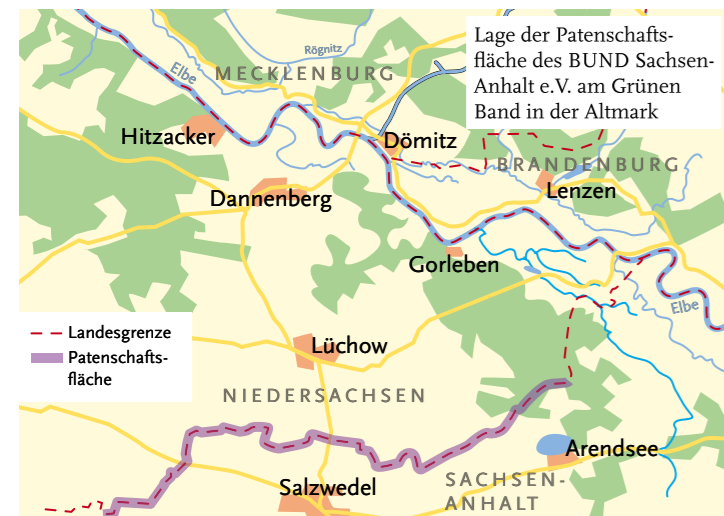 Lage der Patenschafts-
fläche des BUND Sachsen-
Anhalt e.V. am Grünen
Band in der Altmark
Rögnitz
Elbe
MECKLENBURG
Hitzacker
Dömitz
BRANDENBURG
Dannenberg
Lenzen
Gorleben
Elbe
Landesgrenze
Patenschafts-
fläche
Lüchow
NIEDERSACHSEN
Arendsee
SACHSEN-
ANHALT
Salzwedel